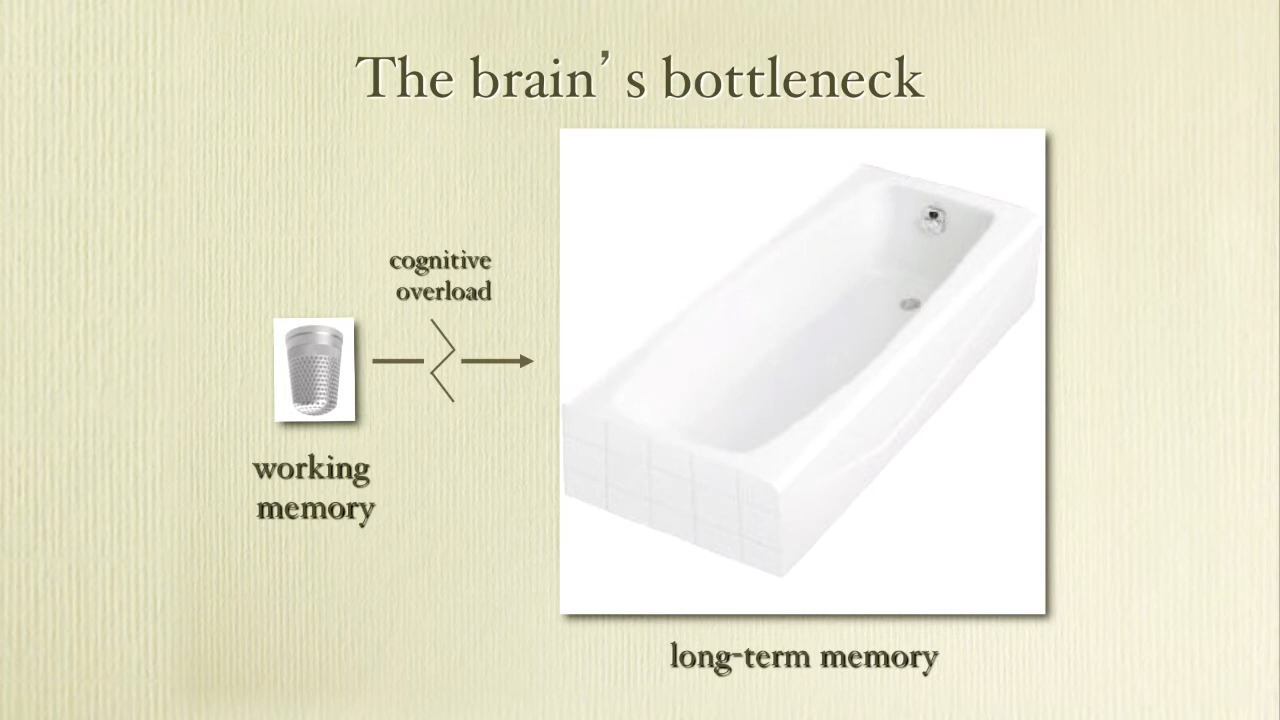 The brain’s bottleneck
cognitive
overload
working
memory
long-term memory